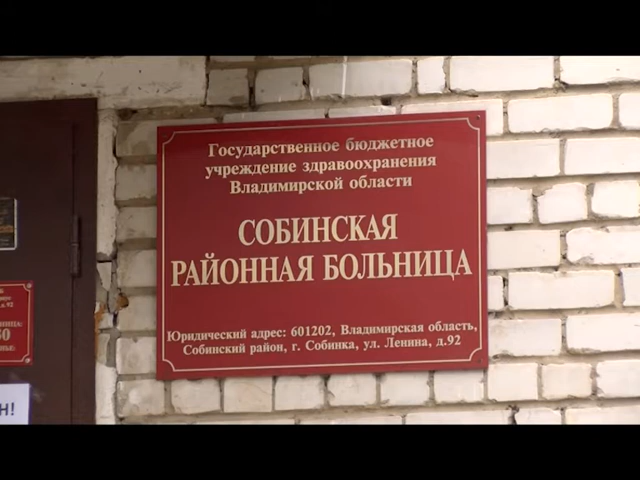 Государственное бюджетное
учреждение здравоохранения
Владимирской области
СОБИНСКАЯ
РАЙОННАЯ БОЛЬНИЦА
Юридический адрес: 601202, Владимирская область,
Собинский район, г. Собинка, ул. Ленина, д.92
д.92
Н!